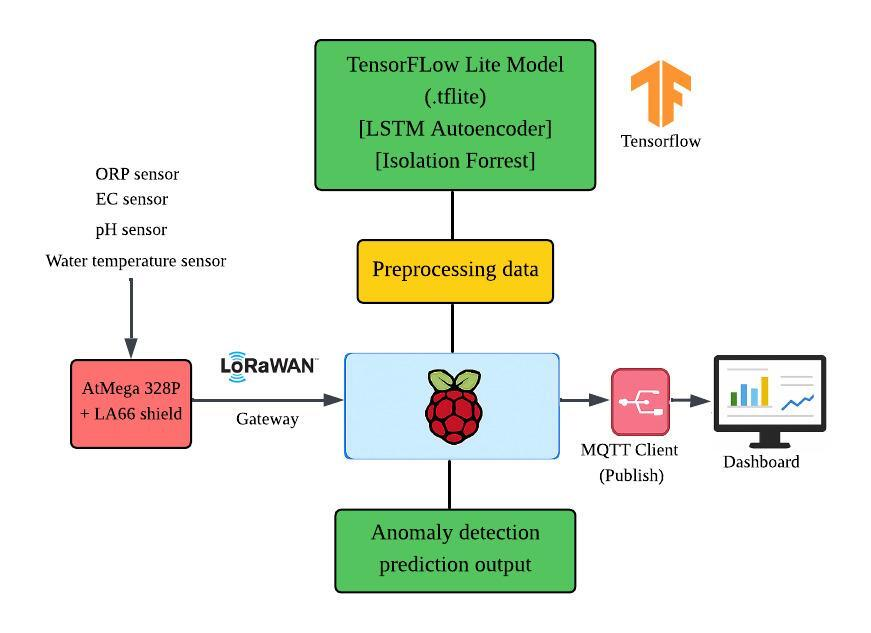 TensorFLow Lite Model
(.tflite)
[LSTM Autoencoder]
[Isolation Forrest]
Tensorflow
ORP sensor
EC sensor
pH sensor
Water temperature sensor
Preprocessing data
AtMega 328P
+ LA66 shield
LoRaWAN™
Gateway
MQTT Client
(Publish)
Dashboard
Anomaly detection
prediction output